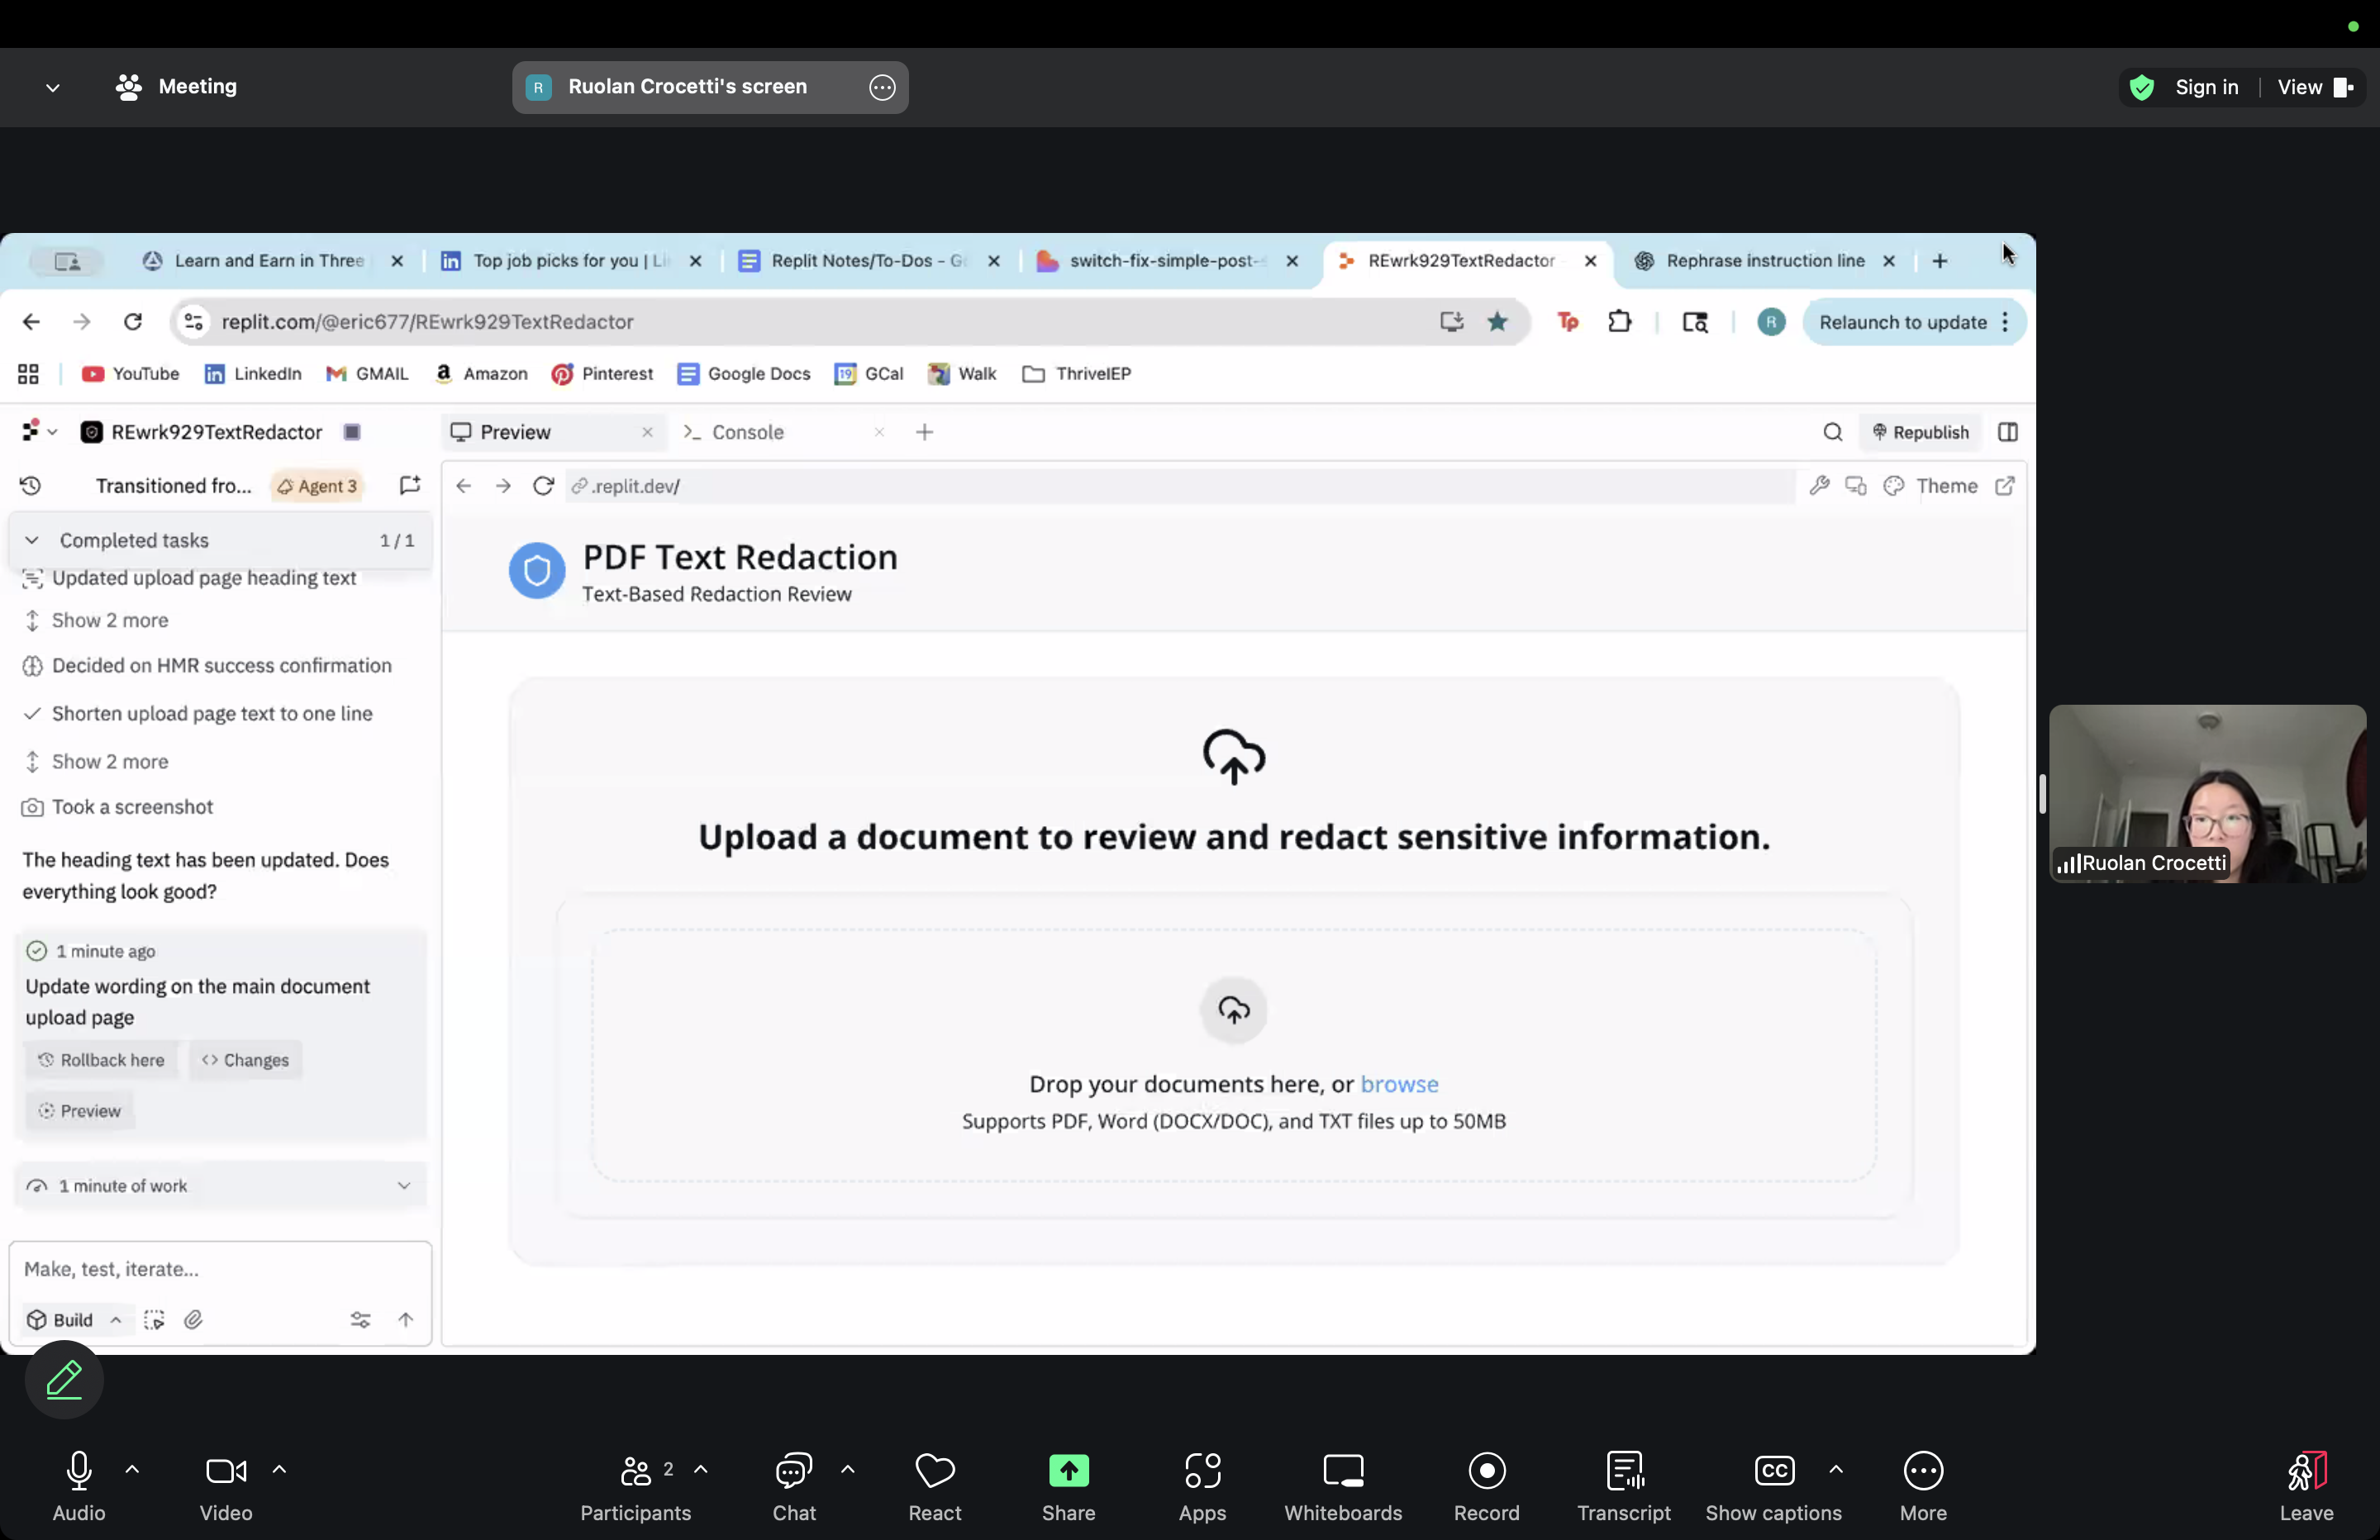 Meeting
R Ruolan Crocetti's screen
Sign in
View
Learn and Earn in Three
Top job picks for you | Li
Replit Notes/To-Dos - G
switch-fix-simple-post-
REwrk929TextRedactor
Rephrase instruction line
replit.com/@eric677/REwrk929TextRedactor
Tp
R
Relaunch to update
YouTube
LinkedIn
GMAIL
Amazon
Pinterest
Google Docs
GCal
Walk
ThriveIEP
REwrk929TextRedactor
Preview
Console
Republish
Transitioned fro...
Agent 3
.replit.dev/
Theme
Completed tasks
1 / 1
Updated upload page heading text
Show 2 more
Decided on HMR success confirmation
Shorten upload page text to one line
Show 2 more
Took a screenshot
The heading text has been updated. Does
everything look good?
1 minute ago
Update wording on the main document
upload page
Rollback here
Changes
Preview
1 minute of work
Make, test, iterate...
Build
PDF Text Redaction
Text-Based Redaction Review
Upload a document to review and redact sensitive information.
Drop your documents here, or browse
Supports PDF, Word (DOCX/DOC), and TXT files up to 50MB
Ruolan Crocetti
Audio
Video
2
Participants
Chat
React
Share
Apps
Whiteboards
Record
Transcript
CC
Show captions
More
Leave